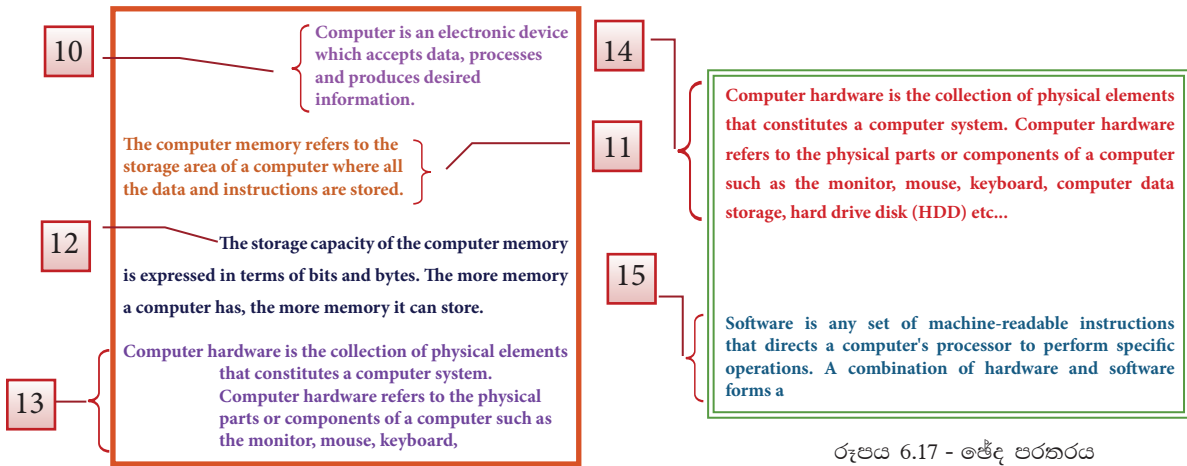 10
Computer is an electronic device
which accepts data, processes
and produces desired
information.
The computer memory refers to the
storage area of a computer where all
the data and instructions are stored.
11
12
The storage capacity of the computer memory
is expressed in terms of bits and bytes. The more memory
a computer has, the more memory it can store.
13
Computer hardware is the collection of physical elements
that constitutes a computer system.
Computer hardware refers to the physical
parts or components of a computer such as
the monitor, mouse, keyboard,
14
Computer hardware is the collection of physical elements
that constitutes a computer system. Computer hardware
refers to the physical parts or components of a computer
such as the monitor, mouse, keyboard, computer data
storage, hard drive disk (HDD) etc...
15
Software is any set of machine-readable instructions
that directs a computer's processor to perform specific
operations. A combination of hardware and software
forms a
රූපය 6.17 - ඡේද පරතරය